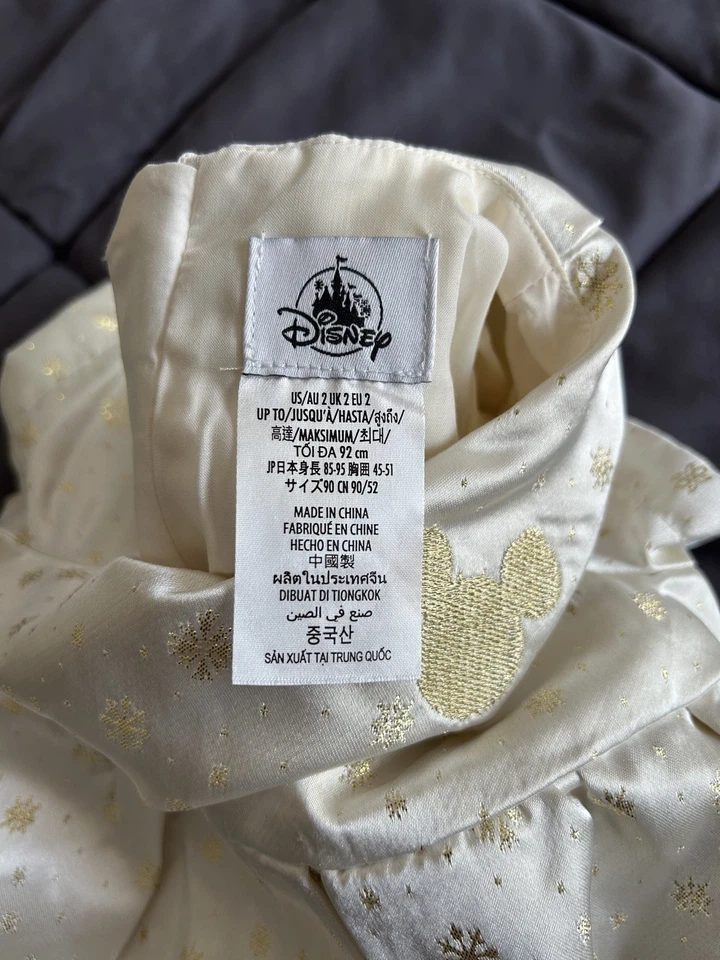 Disney
US/AU 2 UK 2 EU 2
UP TO/JUSQU'À/HASTA/สูงถึง/
高達/MAKSIMUM/최대/
TỐI ĐA 92 cm
JP日本身長 85-95 胸囲 45-51
サイズ90 CN 90/52
MADE IN CHINA
FABRIQUÉ EN CHINE
HECHO EN CHINA
中國製
ผลิตในประเทศจีน
DIBUAT DI TIONGKOK
صنع في الصين
중국산
SẢN XUẤT TẠI TRUNG QUỐC